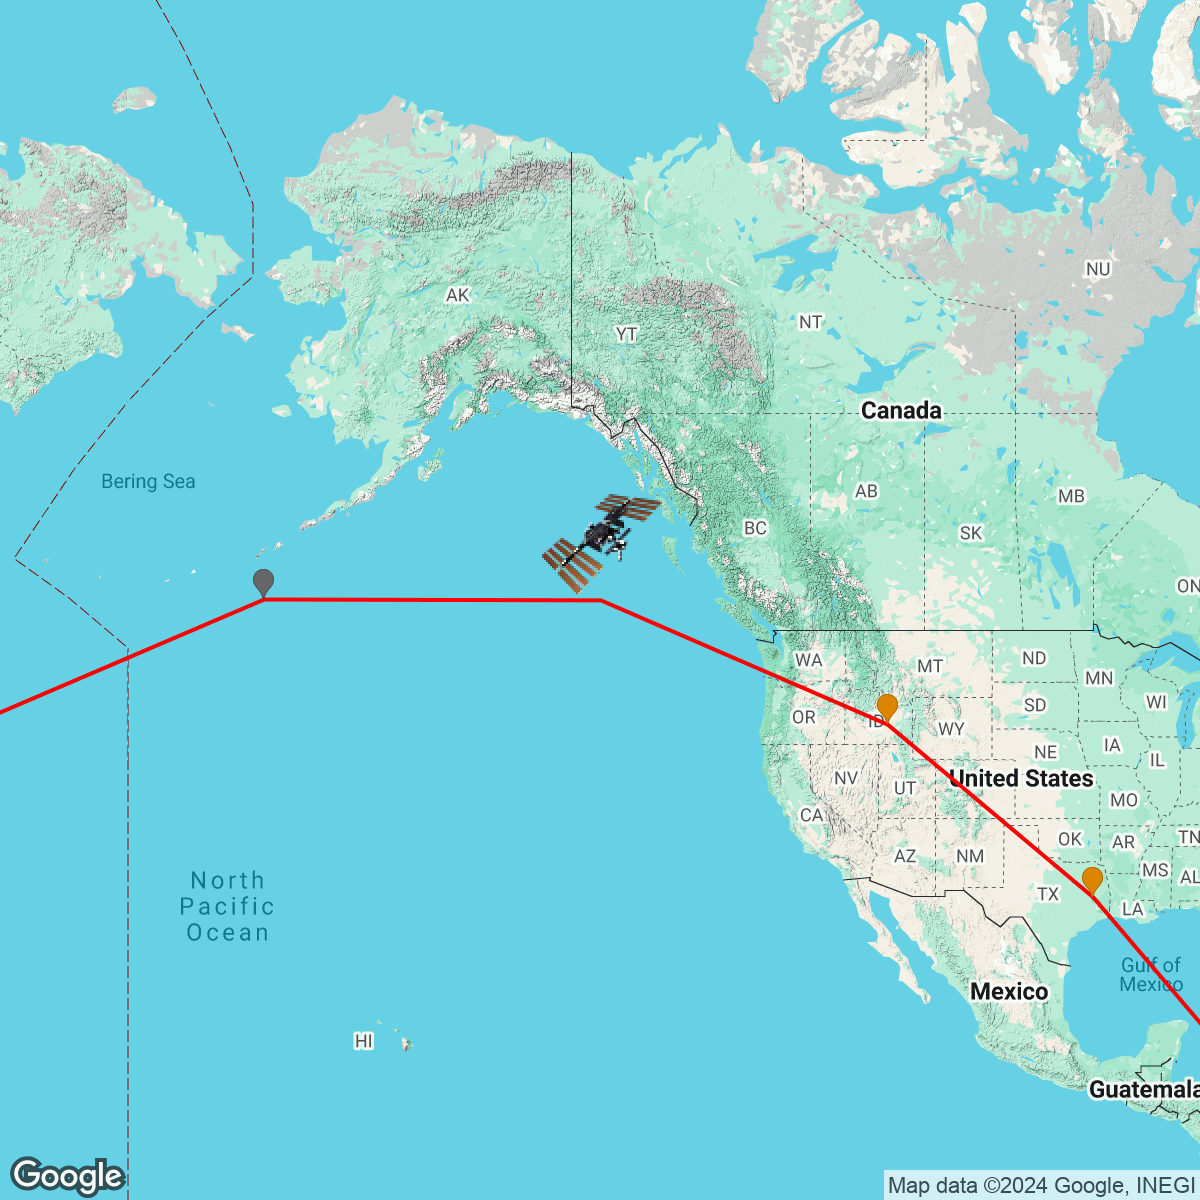 NU
AK
NT
YT
Canada
Bering Sea
AB
MB
BC
SK
ON
WA
ND
MT
MN
WI
SD
OR
ID
WY
IA
NE
IL
NV
United States
UT
MO
CA
OK
AR
TN
AZ
NM
MS
AL
North
Pacific
Ocean
TX
LA
Gulf of
Mexico
Mexico
HI
Guatemala
Google
Map data ©2024 Google, INEGI